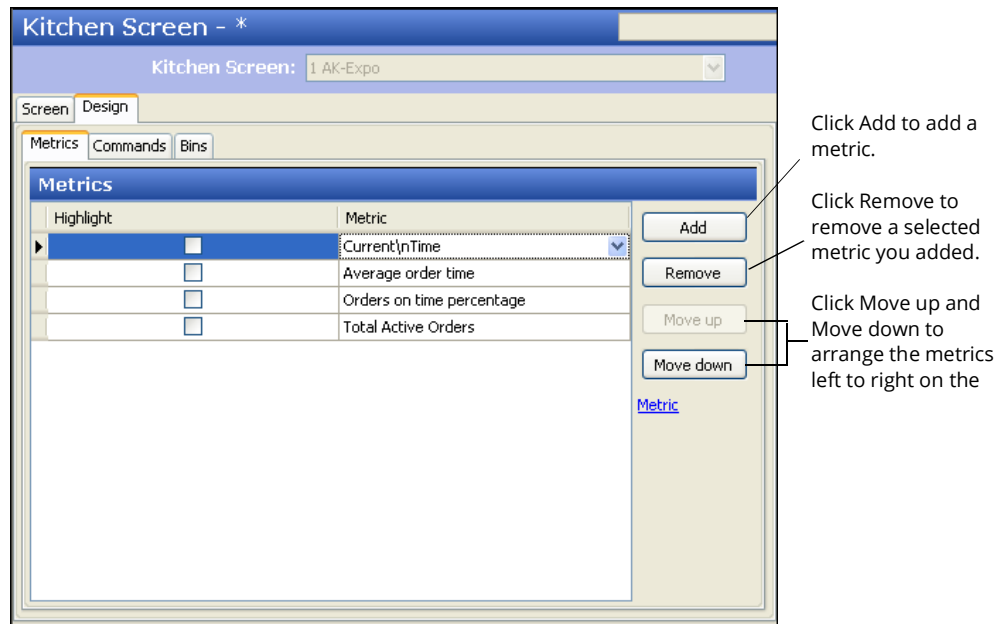 Kitchen Screen - *
Kitchen Screen: 1 AK-Expo
Screen Design
Metrics Commands Bins
Metrics
Highlight Metric
Current\nTime
Average order time
Orders on time percentage
Total Active Orders
Add
Remove
Move up
Move down
Metric
Click Add to add a
metric.
Click Remove to
remove a selected
metric you added.
Click Move up and
Move down to
arrange the metrics
left to right on the